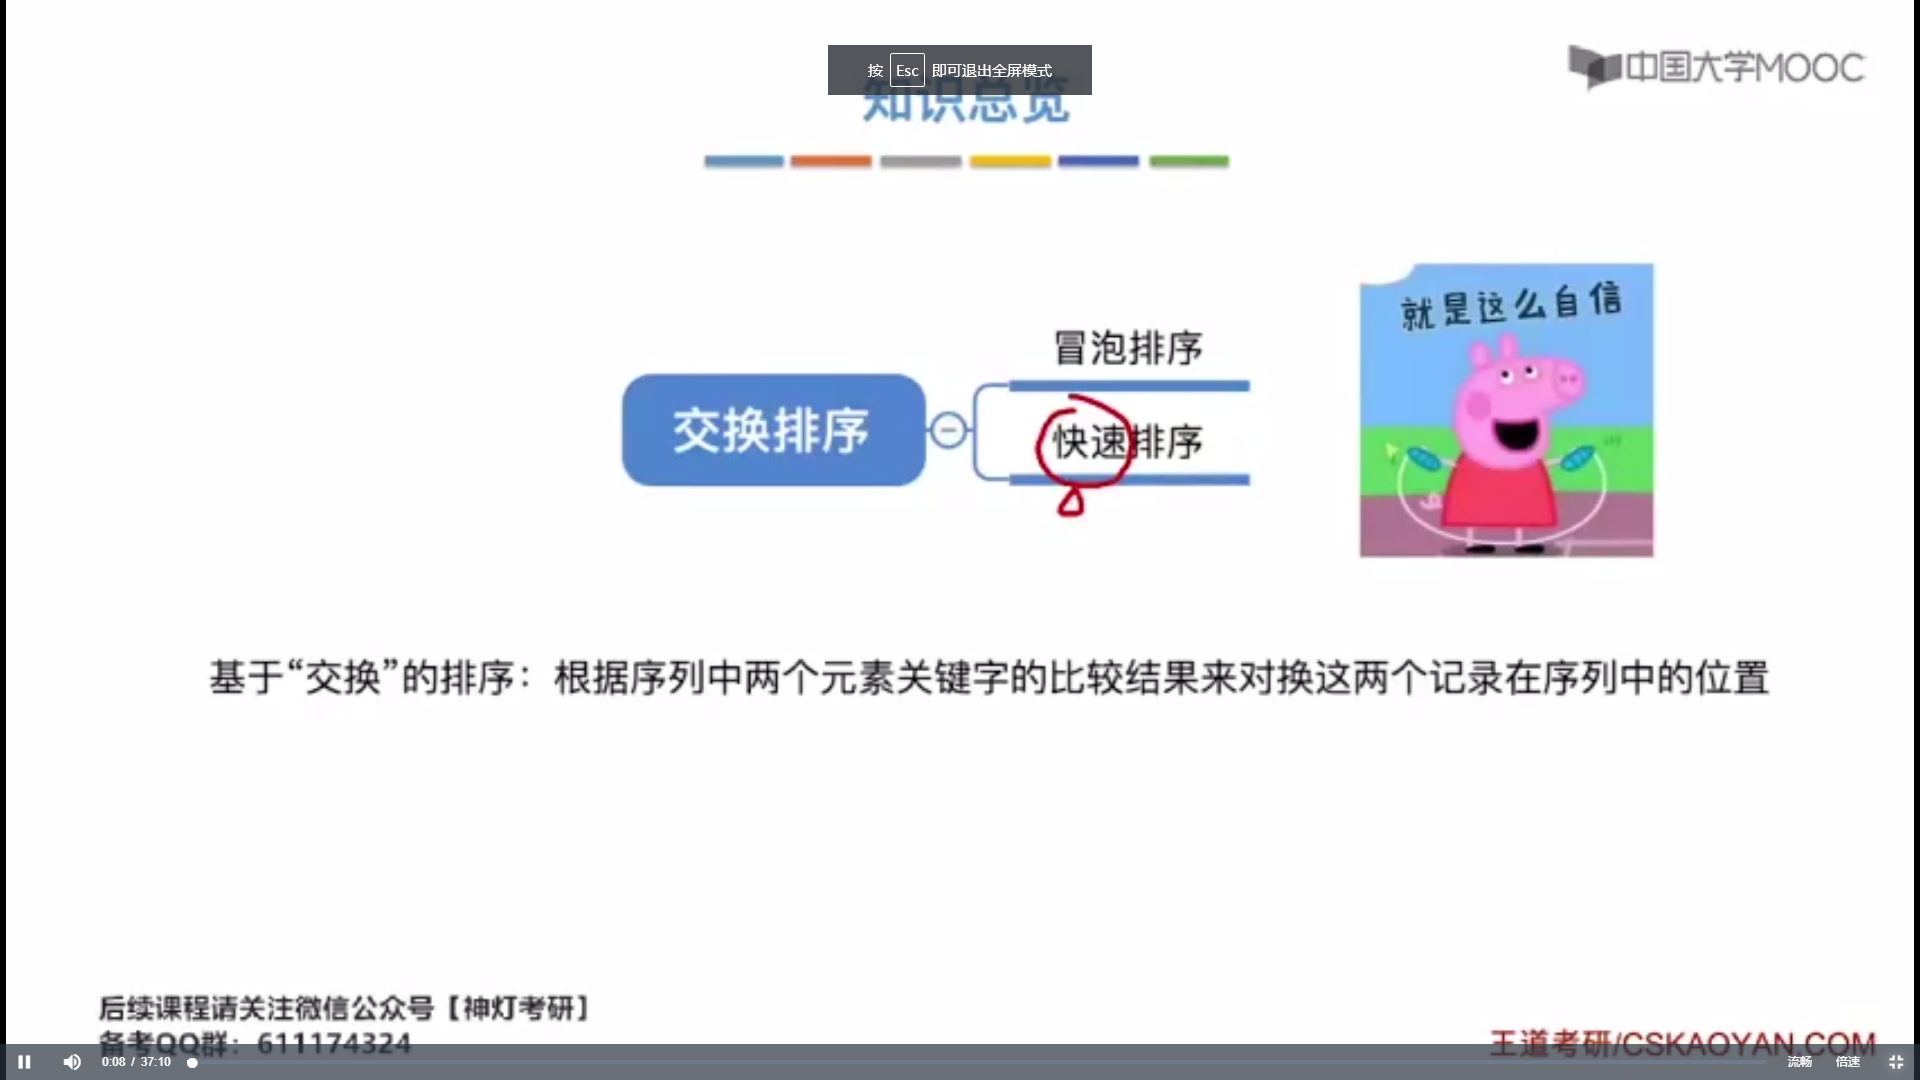 按 Esc 即可退出全屏模式
中国大学MOOC
知识总览
就是这么自信
冒泡排序
交换排序
快速排序
基于“交换”的排序：根据序列中两个元素关键字的比较结果来对换这两个记录在序列中的位置
后续课程请关注微信公众号【神灯考研】
备考QQ群：611174324
王道考研/CSKAOYAN.COM
0:08 / 37:10
流畅 倍速